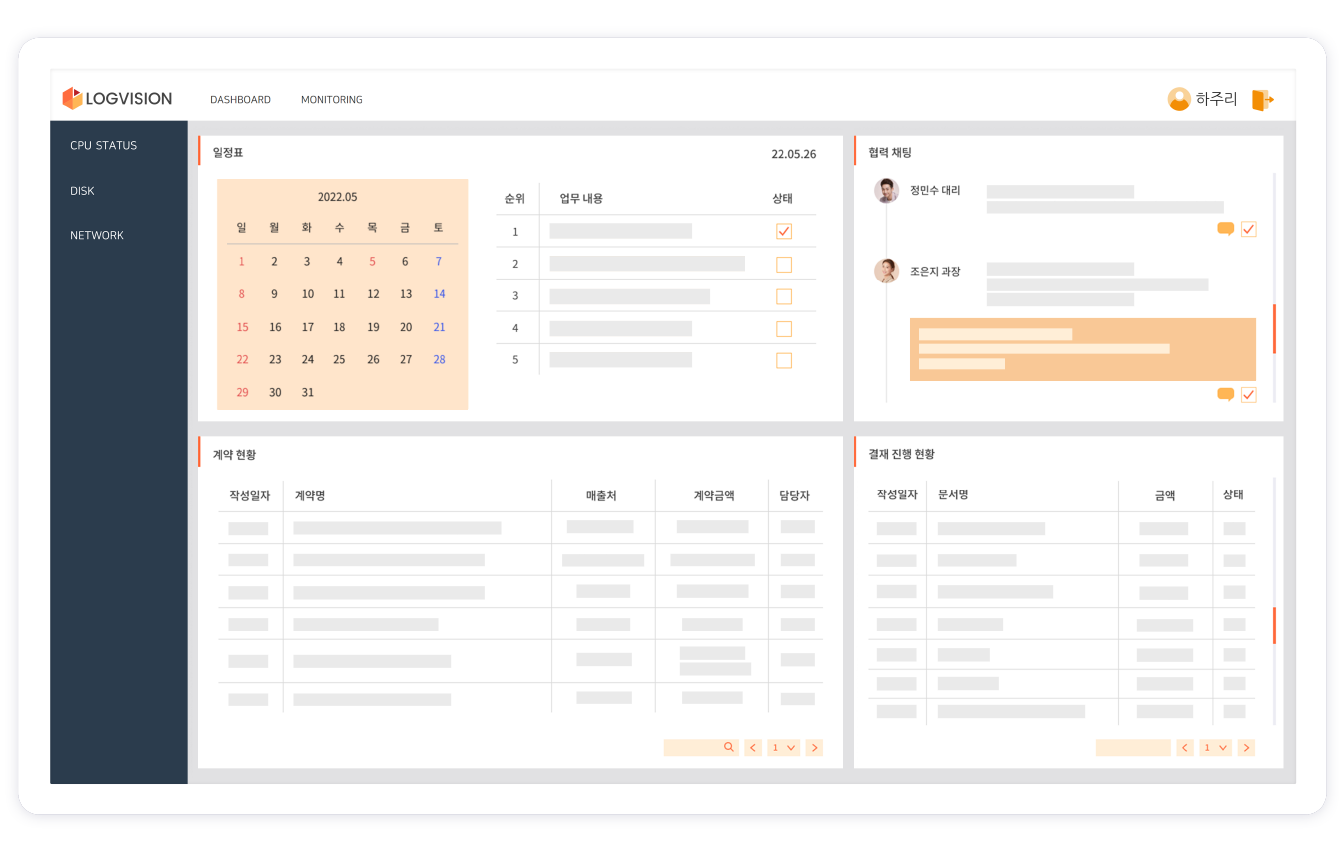 LOGVISION DASHBOARD MONITORING 하주리
CPU STATUS
DISK
NETWORK
일정표 22.05.26
2022.05
일 월 화 수 목 금 토
1 2 3 4 5 6 7
8 9 10 11 12 13 14
15 16 17 18 19 20 21
22 23 24 25 26 27 28
29 30 31
순위 업무 내용 상태
1
2
3
4
5
협력 채팅
정민수 대리
조은지 과장
계약 현황
작성일자 계약명 매출처 계약금액 담당자
1
결재 진행 현황
작성일자 문서명 금액 상태
1